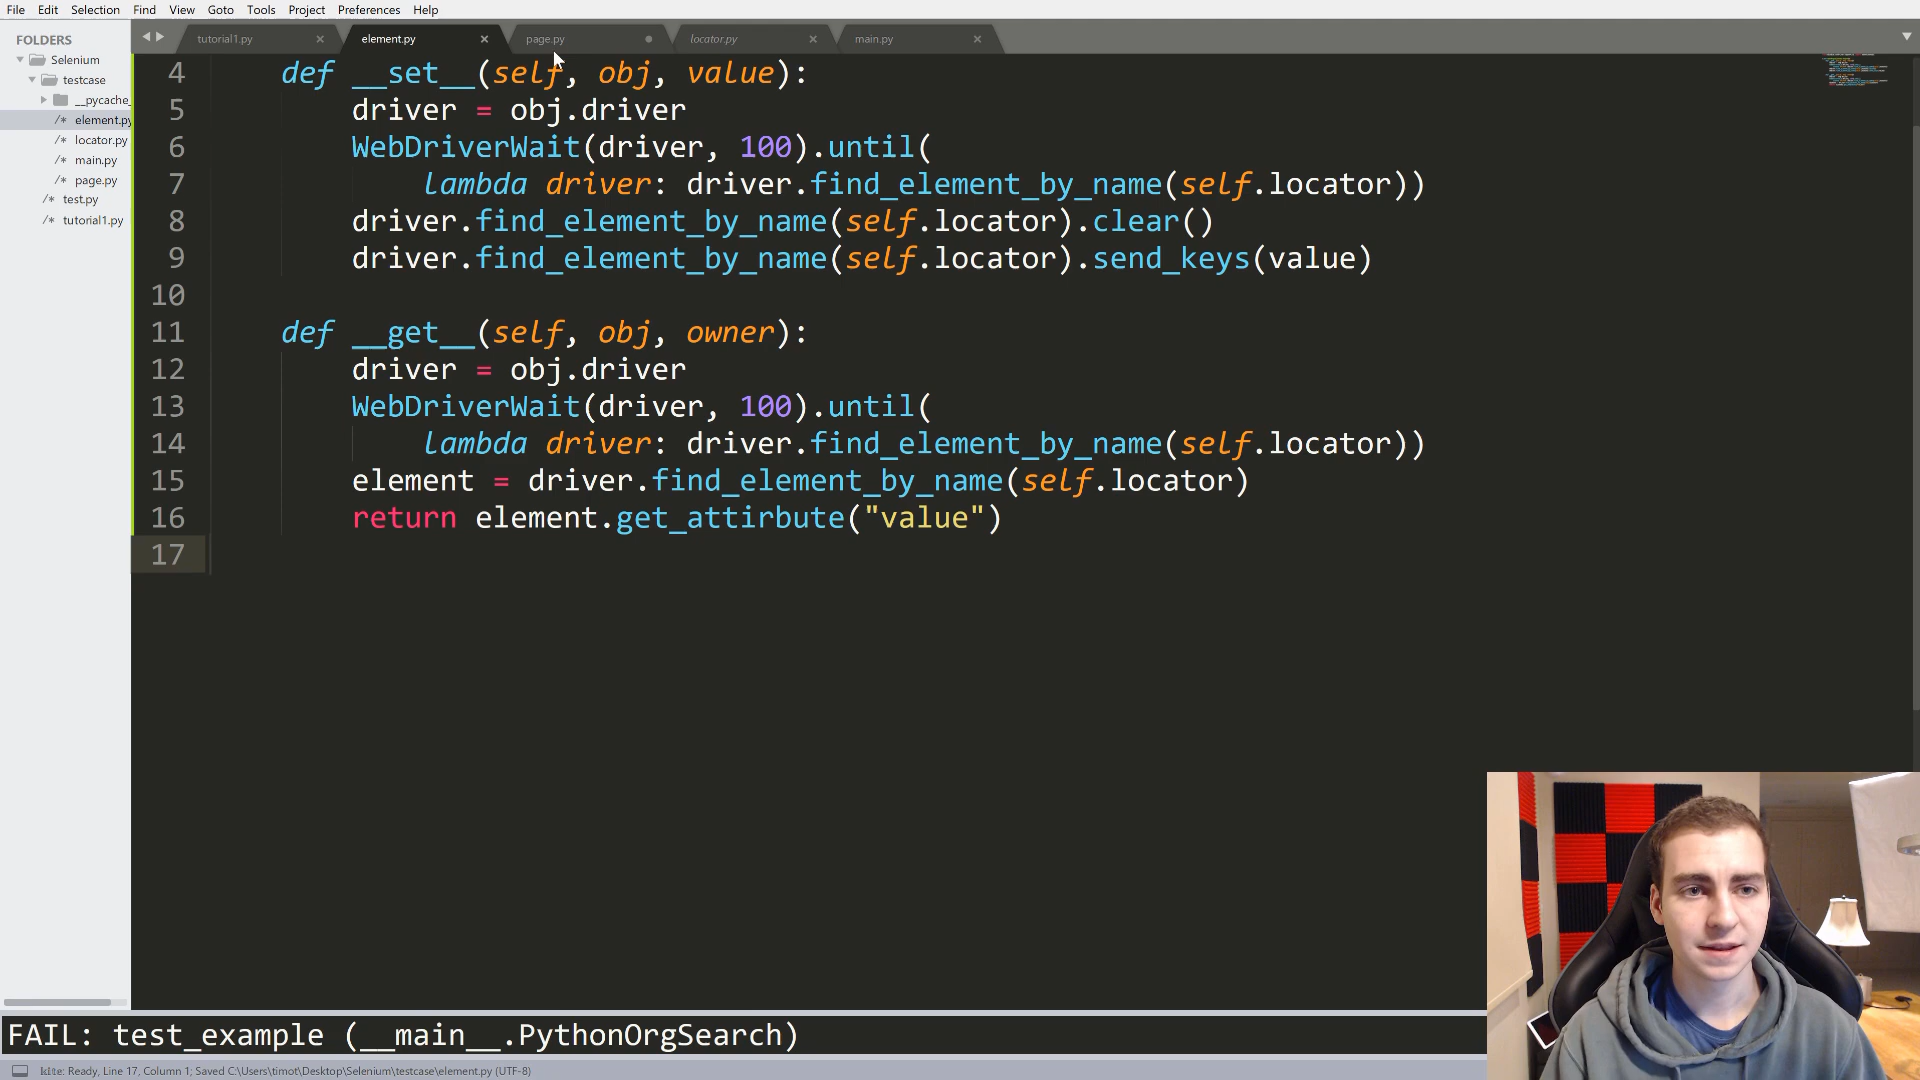 File Edit Selection Find View Goto Tools Project Preferences Help
FOLDERS
Selenium
testcase
__pycache_
/* element.py
/* locator.py
/* main.py
/* page.py
/* test.py
/* tutorial1.py
tutorial1.py × element.py × page.py locator.py × main.py ×
4 def __set__(self, obj, value):
5 driver = obj.driver
6 WebDriverWait(driver, 100).until(
7 lambda driver: driver.find_element_by_name(self.locator))
8 driver.find_element_by_name(self.locator).clear()
9 driver.find_element_by_name(self.locator).send_keys(value)
10
11 def __get__(self, obj, owner):
12 driver = obj.driver
13 WebDriverWait(driver, 100).until(
14 lambda driver: driver.find_element_by_name(self.locator))
15 element = driver.find_element_by_name(self.locator)
16 return element.get_attirbute("value")
17
FAIL: test_example (__main__.PythonOrgSearch)
Ready, Line 17, Column 1; Saved C:\Users\timot\Desktop\Selenium\testcase\element.py (UTF-8)